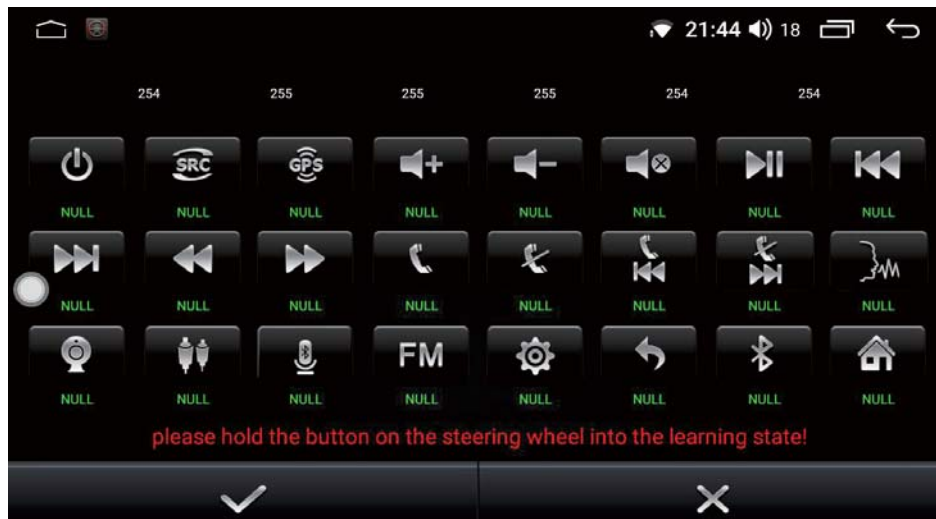 21:44 18
254 255 255 255 254 254
SRC GPS
NULL NULL NULL NULL NULL NULL NULL NULL
NULL NULL NULL NULL NULL NULL NULL NULL
FM
NULL NULL NULL NULL NULL NULL NULL NULL
please hold the button on the steering wheel into the learning state!